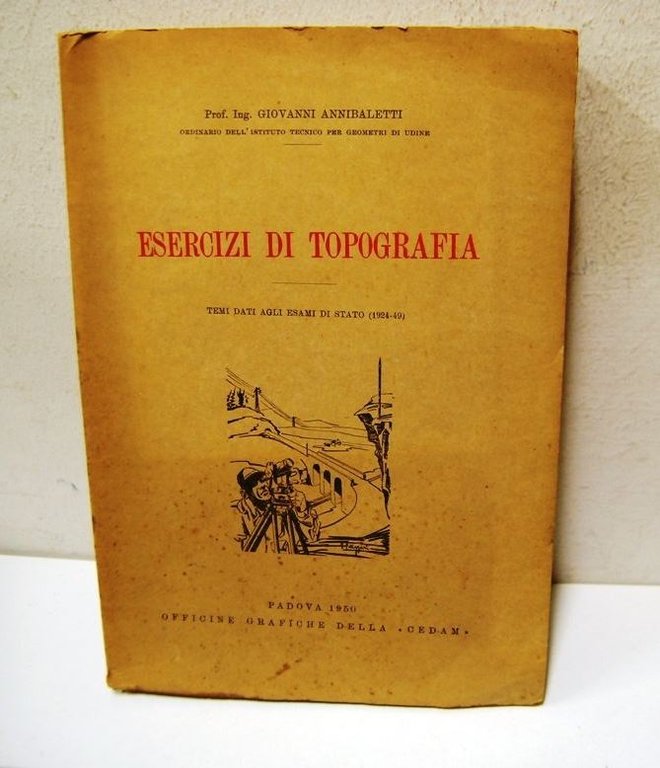 Prof. Ing. GIOVANNI ANNIBALETTI
ORDINARIO DELL'ISTITUTO TECNICO PER GEOMETRI DI UDINE
ESERCIZI DI TOPOGRAFIA
TEMI DATI AGLI ESAMI DI STATO (1924-49)
PADOVA 1950
OFFICINE GRAFICHE DELLA «CEDAM»